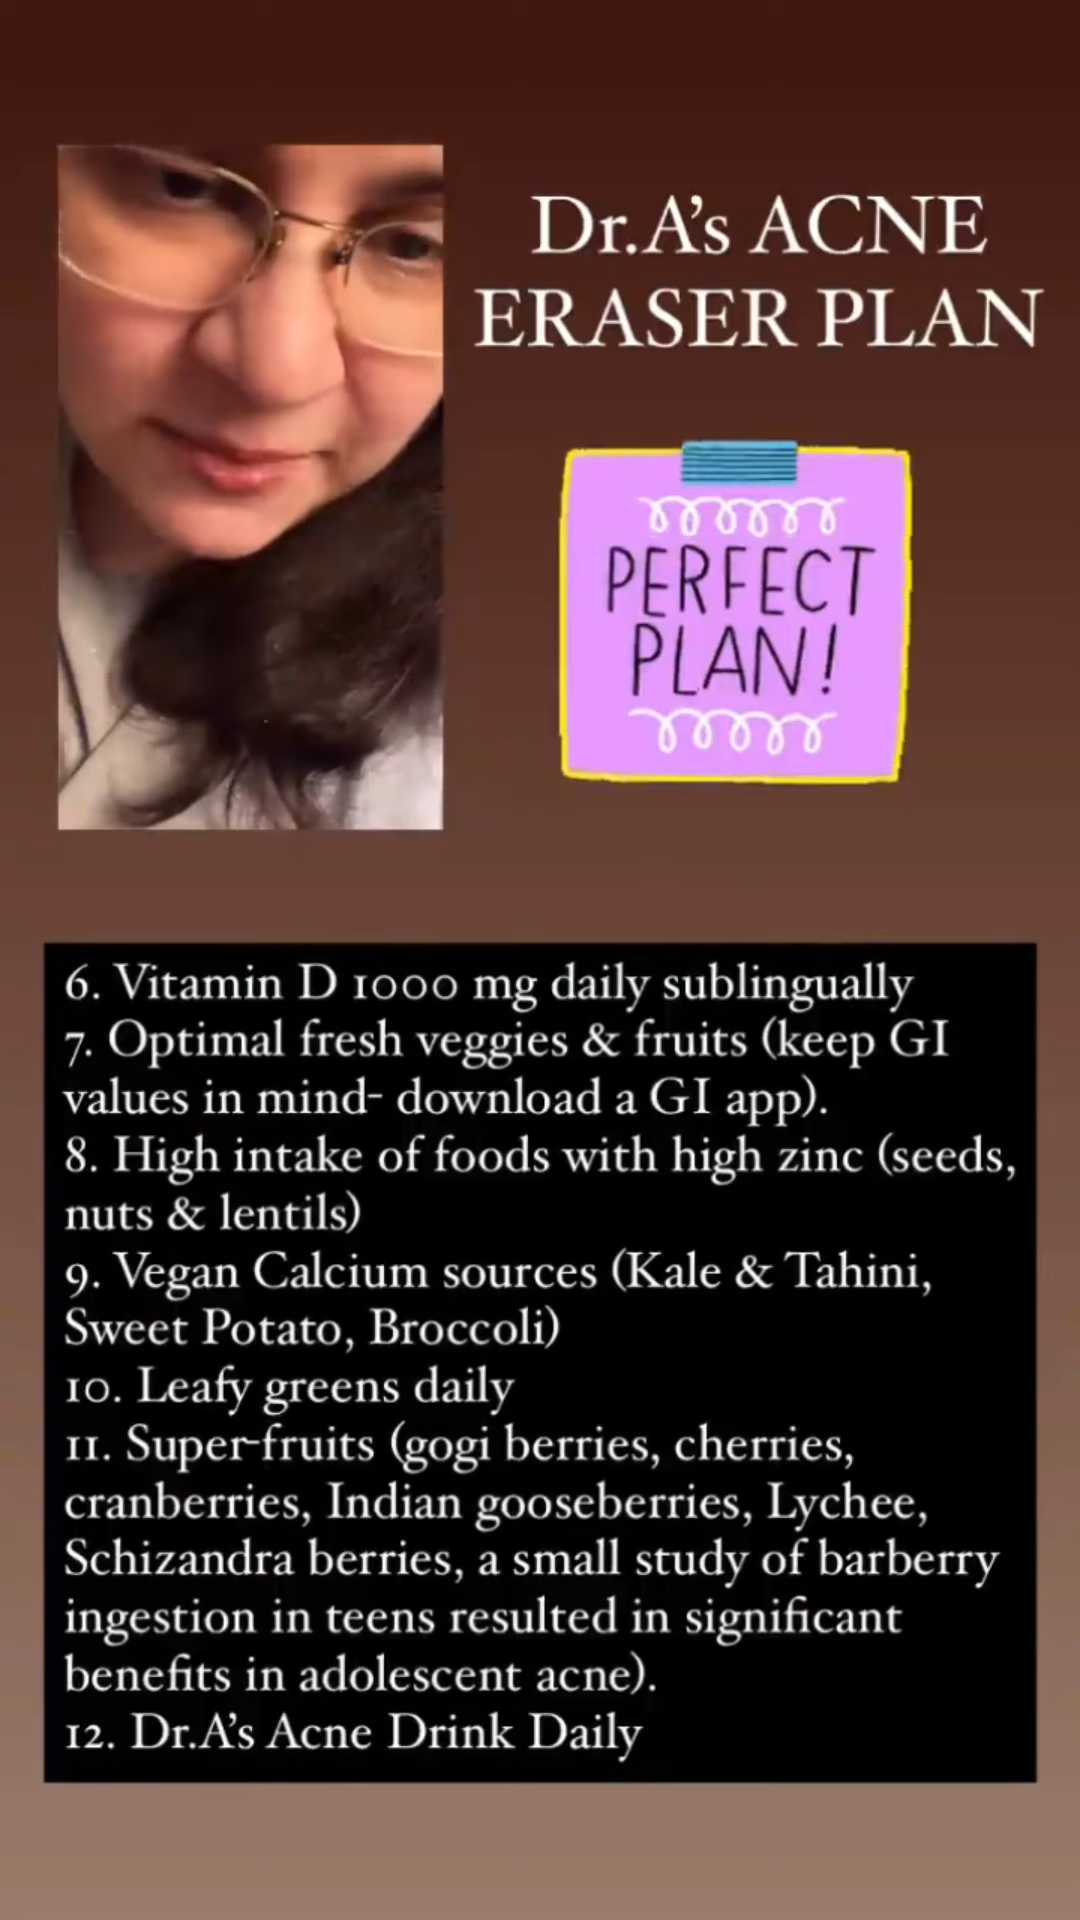 Dr.A’s ACNE
ERASER PLAN
PERFECT
PLAN!
6. Vitamin D 1000 mg daily sublingually
7. Optimal fresh veggies & fruits (keep GI
values in mind- download a GI app).
8. High intake of foods with high zinc (seeds,
nuts & lentils)
9. Vegan Calcium sources (Kale & Tahini,
Sweet Potato, Broccoli)
10. Leafy greens daily
11. Super-fruits (gogi berries, cherries,
cranberries, Indian gooseberries, Lychee,
Schizandra berries, a small study of barberry
ingestion in teens resulted in significant
benefits in adolescent acne).
12. Dr.A’s Acne Drink Daily